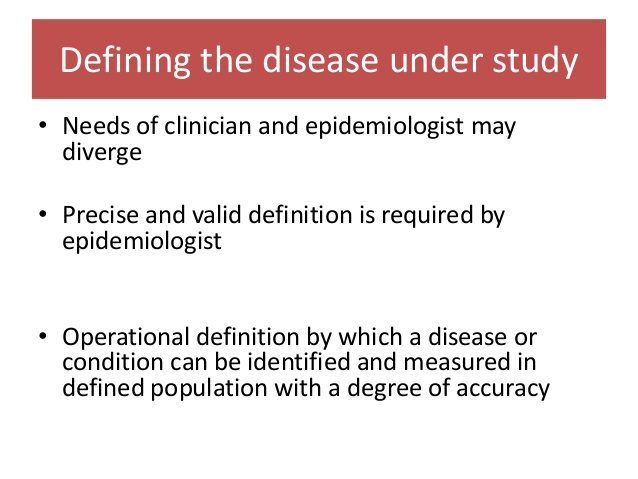 Defining the disease under study
• Needs of clinician and epidemiologist may
diverge
• Precise and valid definition is required by
epidemiologist
• Operational definition by which a disease or
condition can be identified and measured in
defined population with a degree of accuracy